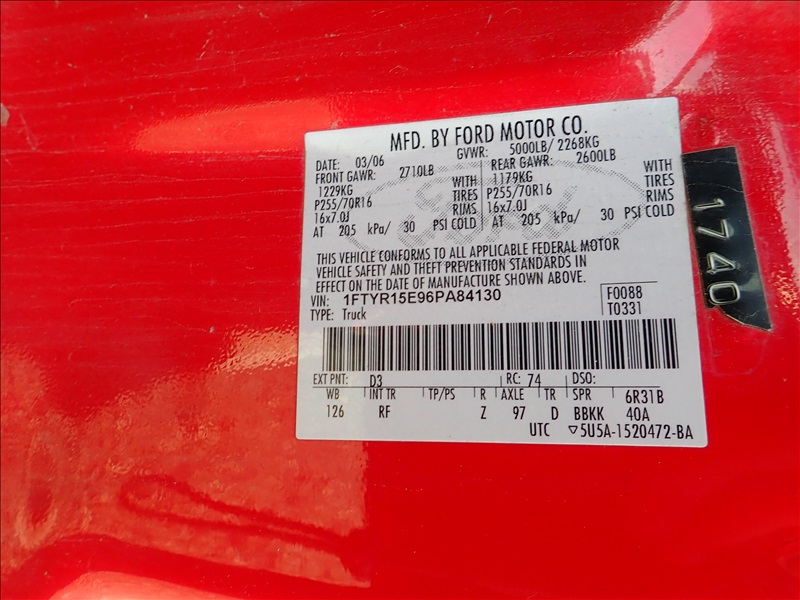 MFD. BY FORD MOTOR CO.
DATE: 03/06 GVWR: 5000LB/ 2268KG
FRONT GAWR: 2710LB REAR GAWR: 2600LB
1229KG WITH 1179KG WITH
P255/70R16 TIRES P255/70R16 TIRES
16x7.0J RIMS 16x7.0J RIMS
AT 205 kPa/ 30 PSI COLD AT 205 kPa/ 30 PSI COLD
Ford
THIS VEHICLE CONFORMS TO ALL APPLICABLE FEDERAL MOTOR
VEHICLE SAFETY AND THEFT PREVENTION STANDARDS IN
EFFECT ON THE DATE OF MANUFACTURE SHOWN ABOVE.
VIN: 1FTYR15E96PA84130 F0088
TYPE: Truck T0331
EXT PNT: D3 RC: 74 DSO:
WB INT TR TP/PS R AXLE TR SPR 6R31B
126 RF Z 97 D BBKK 40A
UTC ▽5U5A-1520472-BA
1740